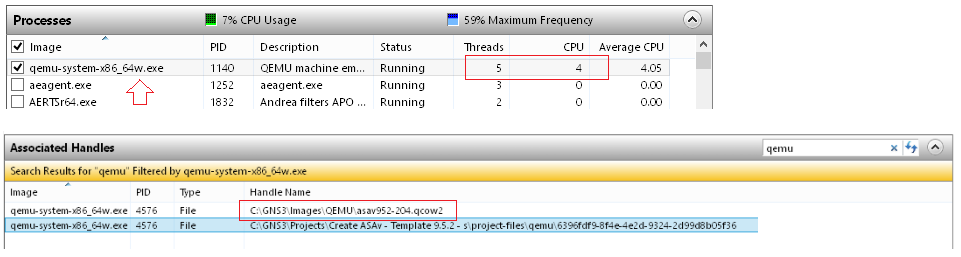 Processes 7% CPU Usage 59% Maximum Frequency
Image PID Description Status Threads CPU Average CPU
qemu-system-x86_64w.exe 1140 QEMU machine em... Running 5 4 4.05
aeagent.exe 1252 aeagent.exe Running 3 0 0.00
AERTSr64.exe 1832 Andrea filters APO ... Running 2 0 0.00
Associated Handles qemu
Search Results for "qemu" Filtered by qemu-system-x86_64w.exe
Image PID Type Handle Name
qemu-system-x86_64w.exe 4576 File C:\GNS3\Images\QEMU\asav952-204.qcow2
qemu-system-x86_64w.exe 4576 File C:\GNS3\Projects\Create ASAv - Template 9.5.2 - s\project-files\qemu\6396fdf9-8f4e-4e2d-9324-2d99d8b05f36